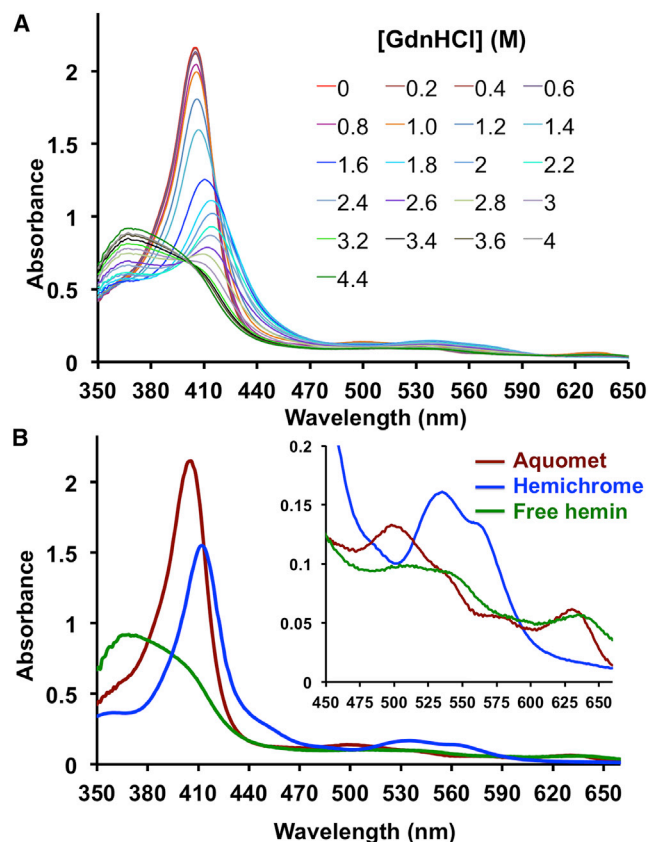 A
[GdnHCl] (M)
0 0.2 0.4 0.6
0.8 1.0 1.2 1.4
1.6 1.8 2 2.2
2.4 2.6 2.8 3
3.2 3.4 3.6 4
4.4
Absorbance
2
1.5
1
0.5
0
350 380 410 440 470 500 530 560 590 620 650
Wavelength (nm)
B
Absorbance
2
1.5
1
0.5
0
350 380 410 440 470 500 530 560 590 620 650
Wavelength (nm)
0.2
0.15
0.1
0.05
0
450 475 500 525 550 575 600 625 650
Aquomet
Hemichrome
Free hemin